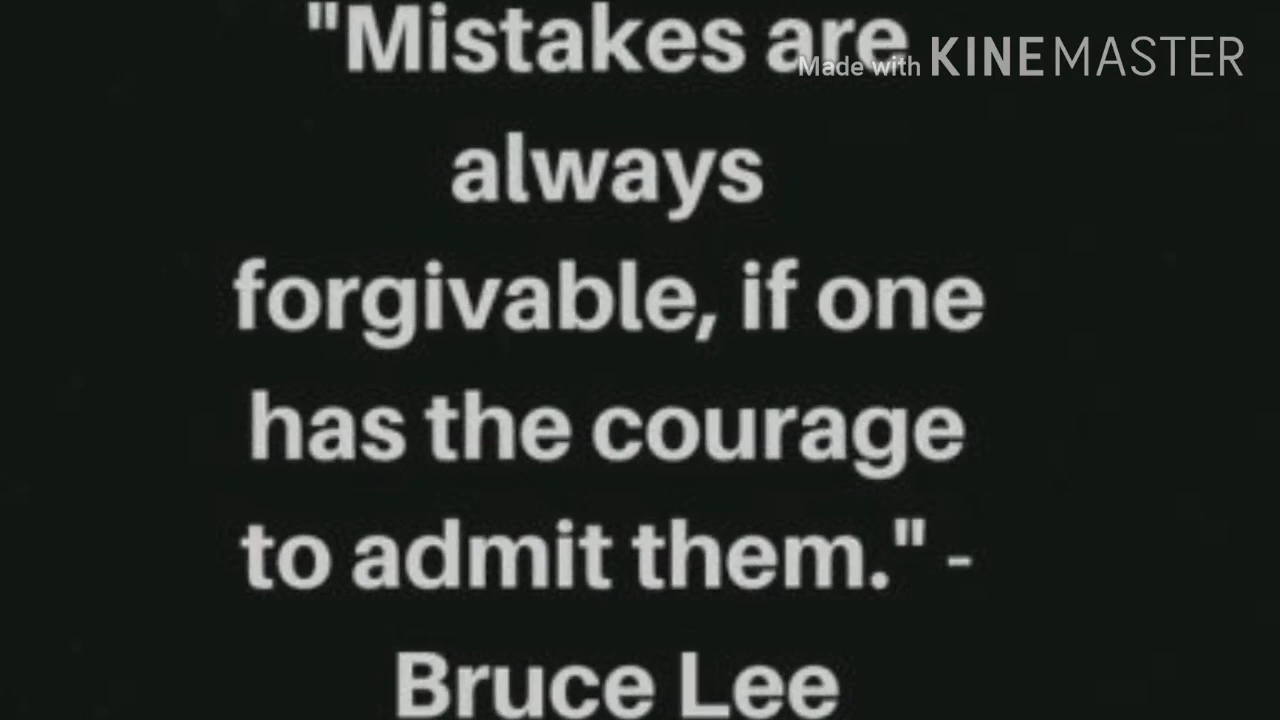 "Mistakes are
Made with KINEMASTER
always
forgivable, if one
has the courage
to admit them." -
Bruce Lee